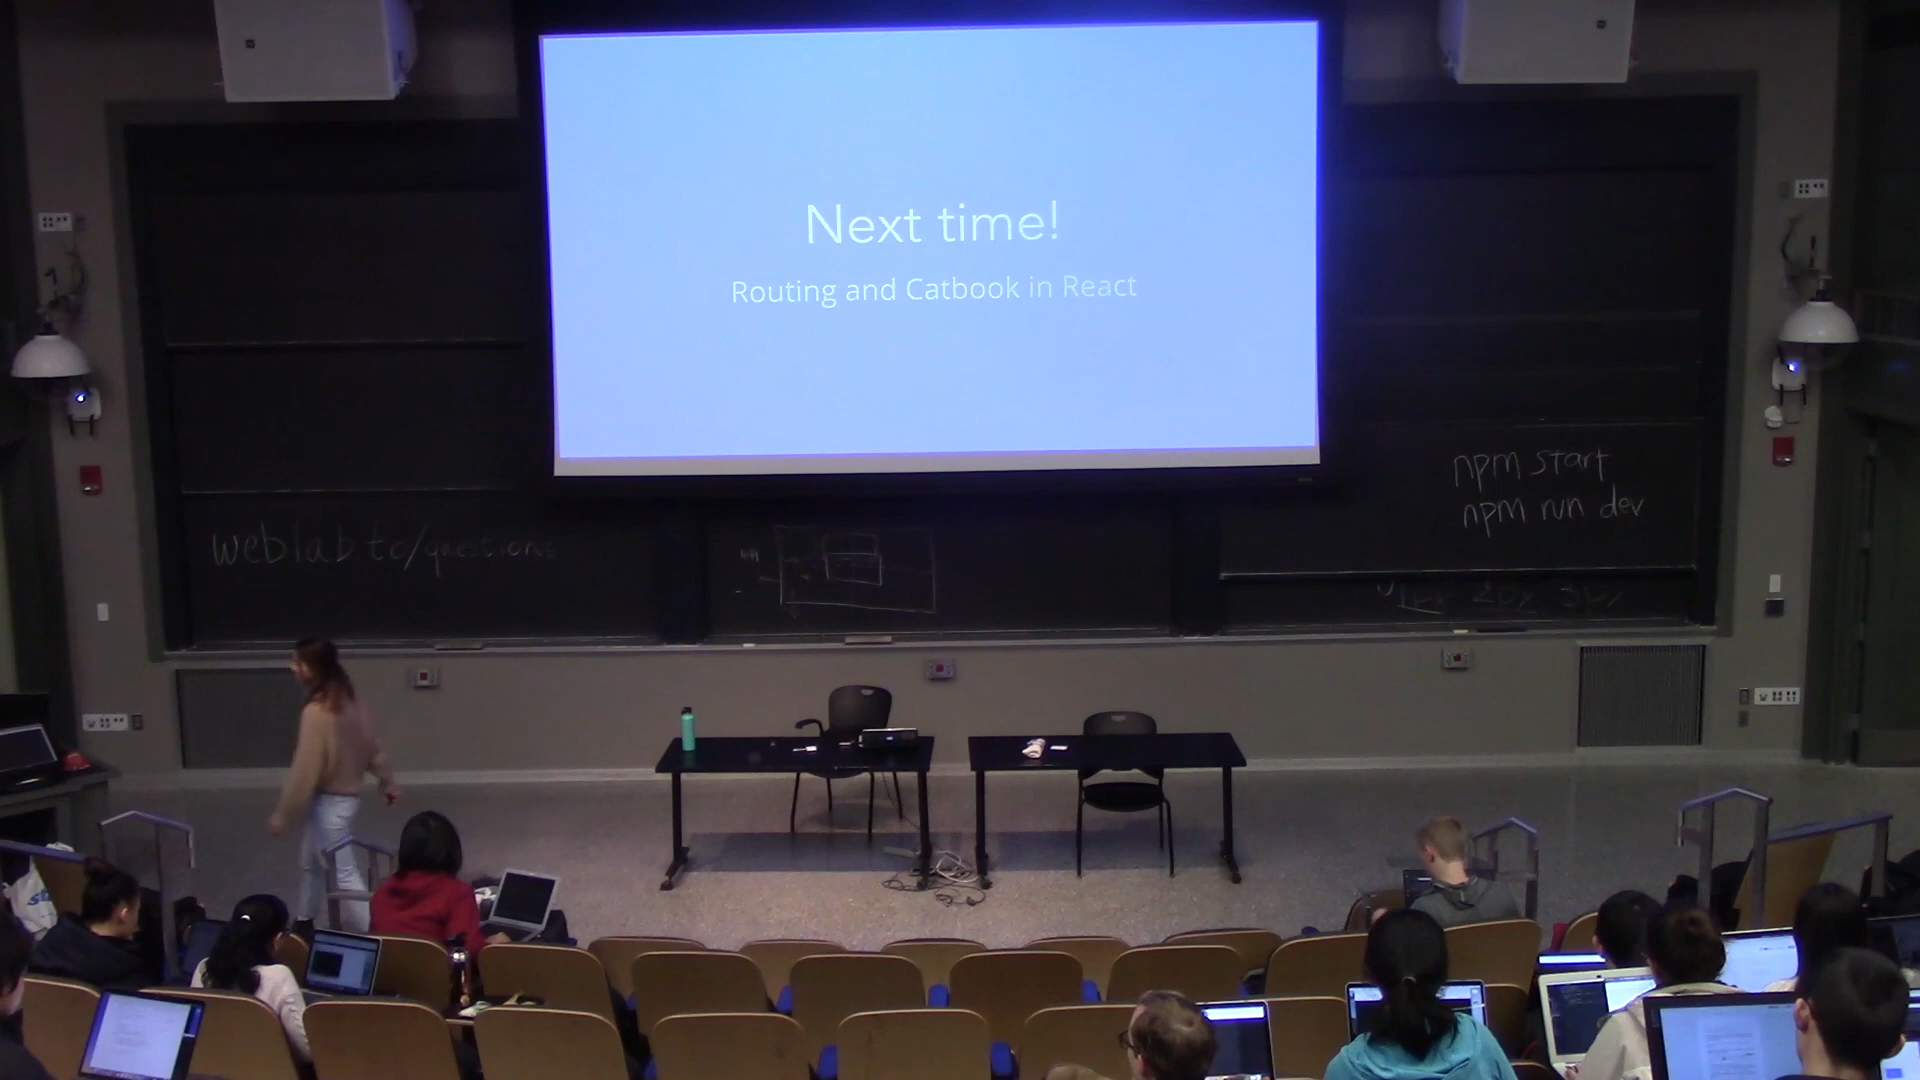 Next time!
Routing and Catbook in React
npm start
npm run dev
weblab to/questions